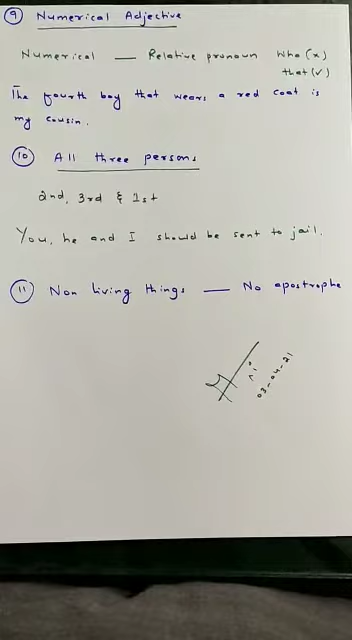 9 Numerical Adjective
Numerical — Relative pronoun Who (x)
that (✓)
The fourth boy that wears a red coat is
my cousin.
10 All three persons
2nd, 3rd & 1st
You, he and I should be sent to jail.
11 Non living things — No apostrophe
03-04-21